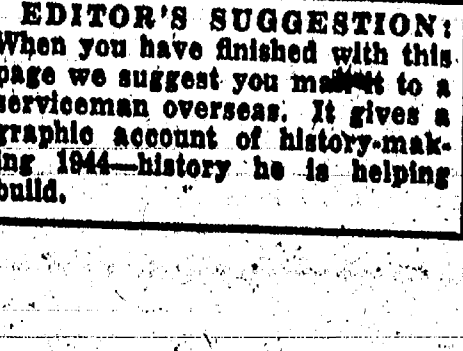 EDITOR'S SUGGESTION:
When you have finished with this
page we suggest you mail it to a
serviceman overseas. It gives a
graphic account of history-mak-
ing 1944—history he is helping
build.